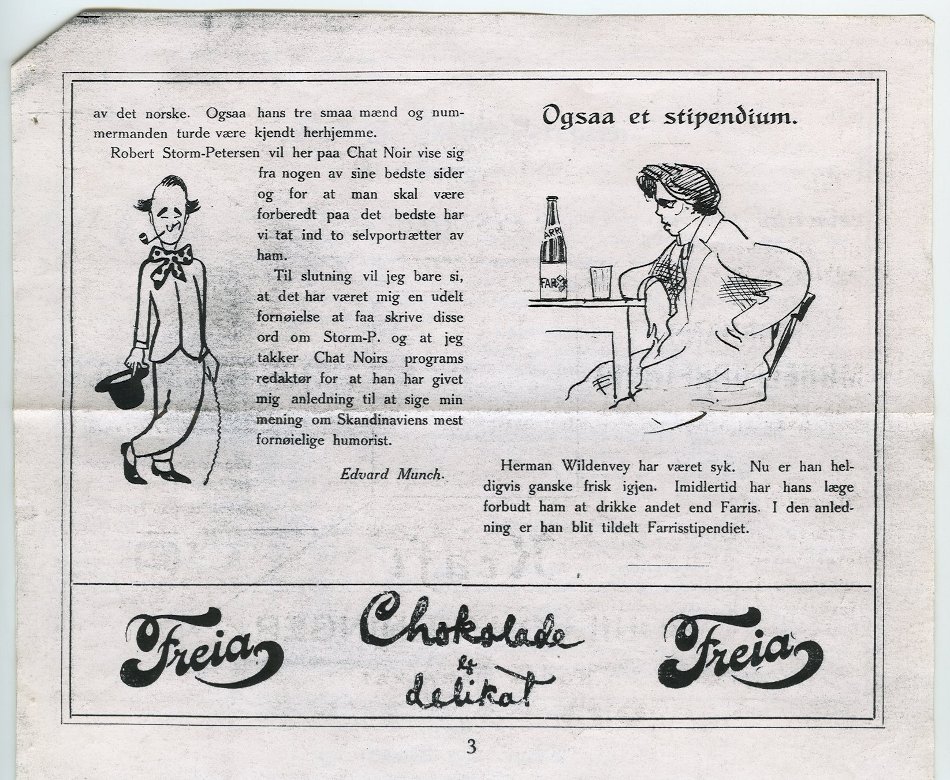 av det norske. Ogsaa hans tre smaa mænd og num-
mermanden turde være kjendt herhjemme.
Robert Storm-Petersen vil her paa Chat Noir vise sig
fra nogen av sine bedste sider
og for at man skal være
forberedt paa det bedste har
vi tat ind to selvportrætter av
ham.
Til slutning vil jeg bare si,
at det har været mig en udelt
fornøielse at faa skrive disse
ord om Storm-P. og at jeg
takker Chat Noirs programs
redaktør for at han har givet
mig anledning til at sige min
mening om Skandinaviens mest
fornøielige humorist.
Edvard Munch.
Ogsaa et stipendium.
FARRI
Herman Wildenvey har været syk. Nu er han hel-
digvis ganske frisk igjen. Imidlertid har hans læge
forbudt ham at drikke andet end Farris. I den anled-
ning er han blit tildelt Farrisstipendiet.
Freia
Chokolade
er
delikat
Freia
3